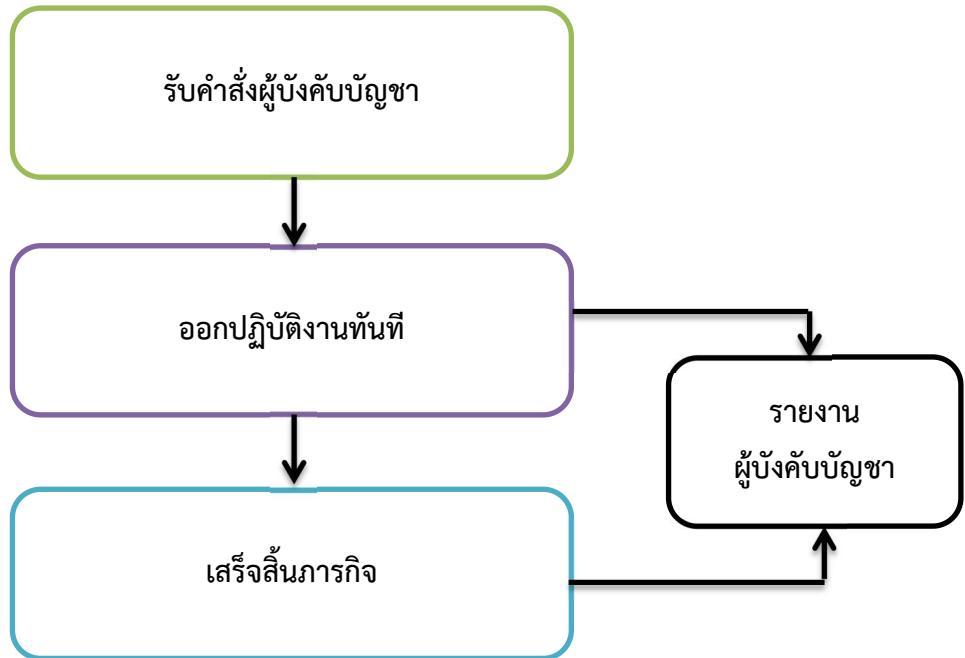 รับคำสั่งผู้บังคับบัญชา
ออกปฏิบัติงานทันที
รายงาน
ผู้บังคับบัญชา
เสร็จสิ้นภารกิจ